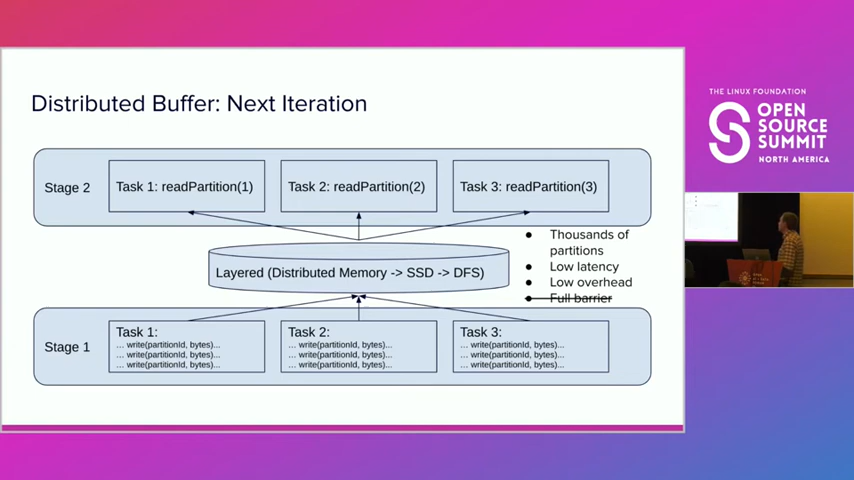 Distributed Buffer: Next Iteration
Stage 2
Task 1: readPartition(1)
Task 2: readPartition(2)
Task 3: readPartition(3)
Layered (Distributed Memory -> SSD -> DFS)
● Thousands of
partitions
● Low latency
● Low overhead
● Full barrier
Stage 1
Task 1:
... write(partitionId, bytes)...
... write(partitionId, bytes)...
... write(partitionId, bytes)...
Task 2:
... write(partitionId, bytes)...
... write(partitionId, bytes)...
... write(partitionId, bytes)...
Task 3:
... write(partitionId, bytes)...
... write(partitionId, bytes)...
... write(partitionId, bytes)...
THE LINUX FOUNDATION
OPEN
SOURCE
SUMMIT
NORTH AMERICA